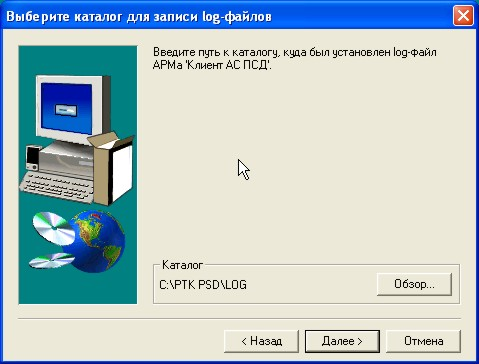 Выберите каталог для записи log-файлов
Введите путь к каталогу, куда был установлен log-файл
АРМа 'Клиент АС ПСД'.
Каталог
C:\PTK PSD\LOG
Обзор...
< Назад
Далее >
Отмена